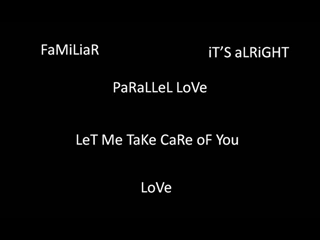 FaMiLiaR
iT'S aLRiGHT
PaRaLLeL LoVe
LeT Me TaKe CaRe oF You
LoVe